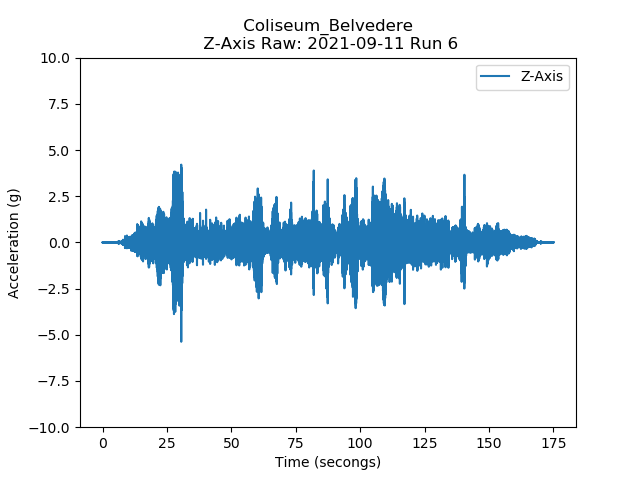 Coliseum_Belvedere
Z-Axis Raw: 2021-09-11 Run 6
Z-Axis
10.0
7.5
5.0
2.5
0.0
−2.5
−5.0
−7.5
−10.0
Acceleration (g)
0 25 50 75 100 125 150 175
Time (seconds)